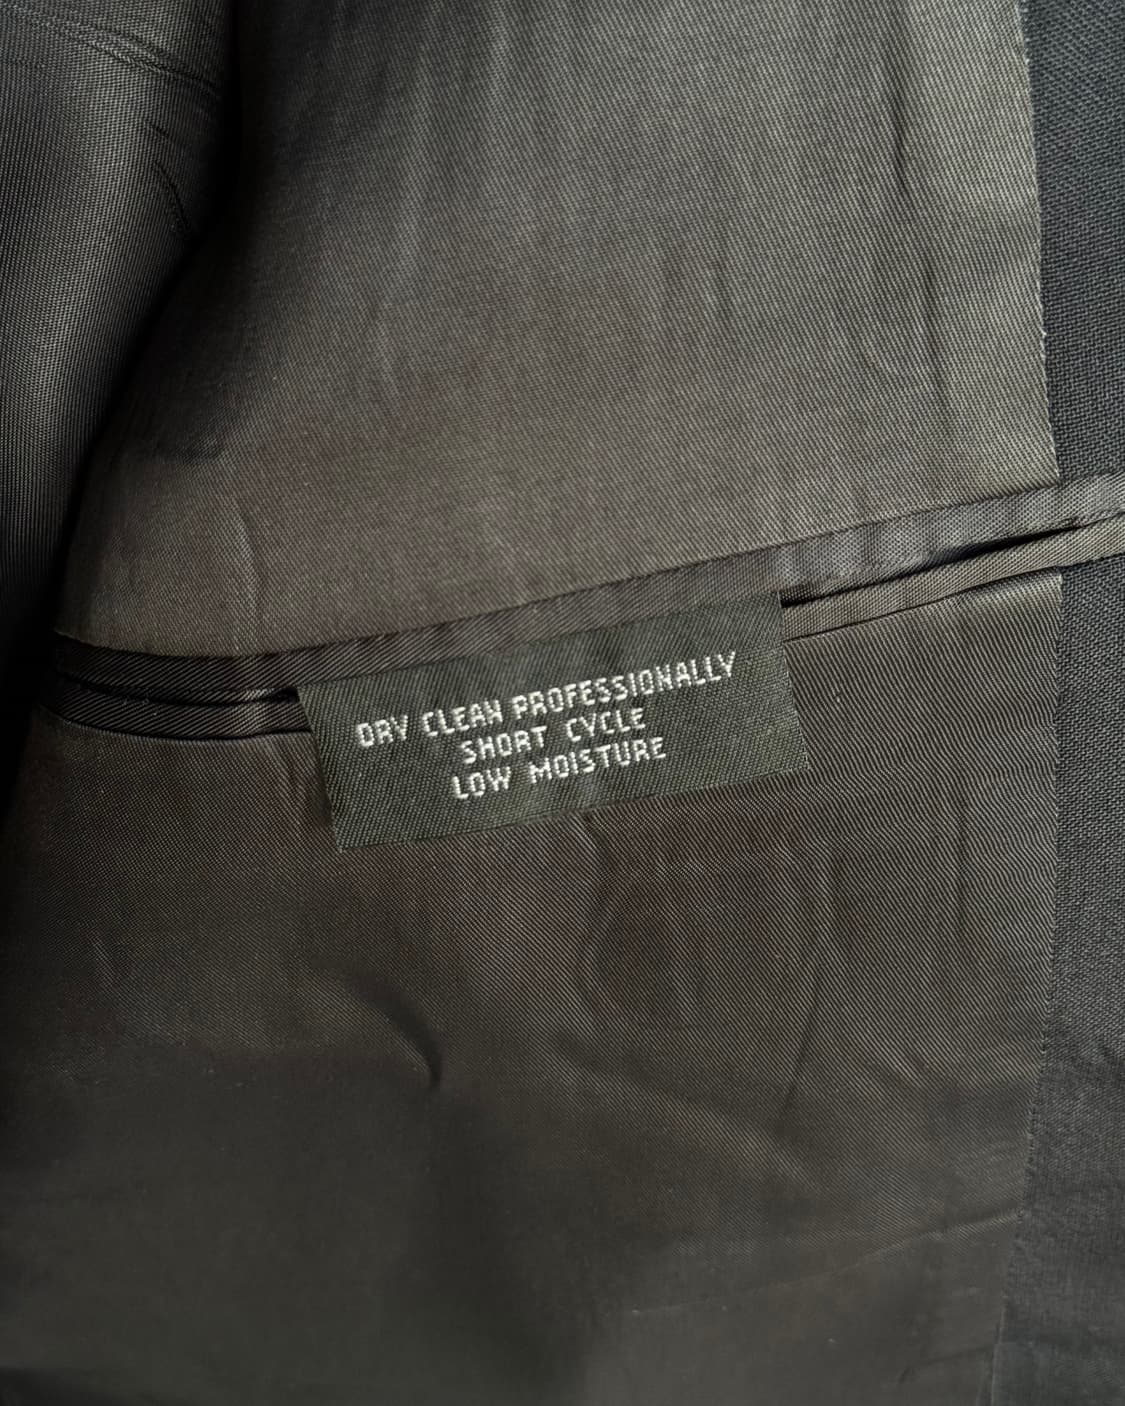 DRY CLEAN PROFESSIONALLY
SHORT CYCLE
LOW MOISTURE